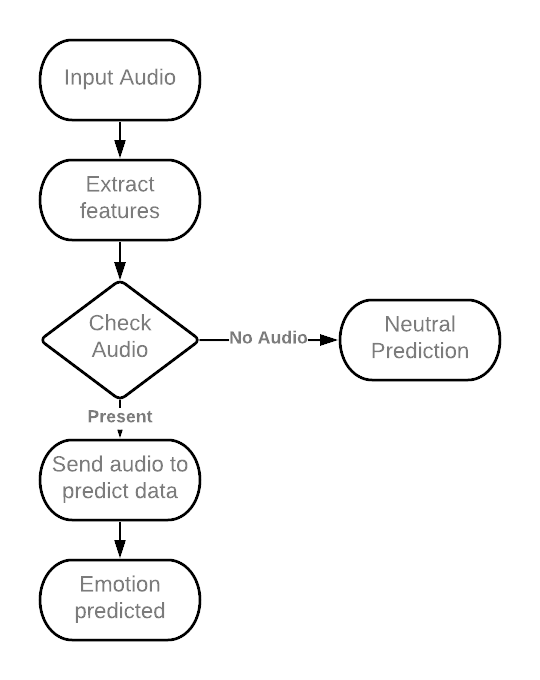 Input Audio
Extract
features
Check
Audio
No Audio
Neutral
Prediction
Present
Send audio to
predict data
Emotion
predicted